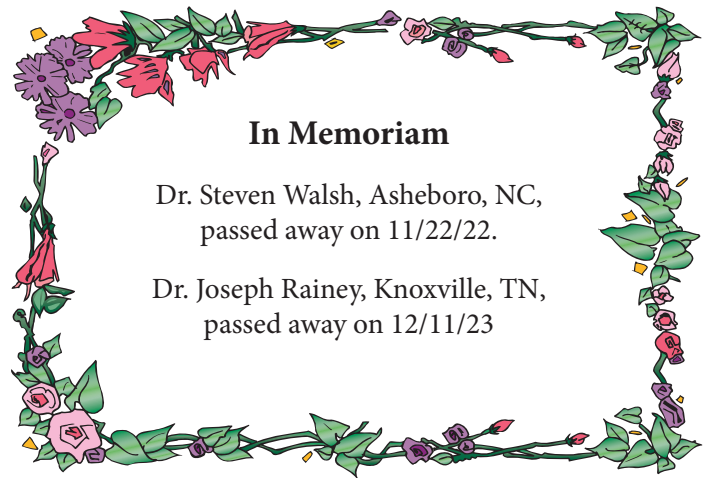 In Memoriam
Dr. Steven Walsh, Asheboro, NC,
passed away on 11/22/22.
Dr. Joseph Rainey, Knoxville, TN,
passed away on 12/11/23